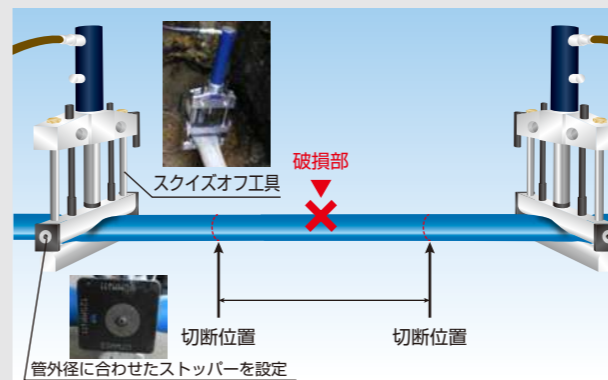 破損部
スクイズオフ工具
切断位置
切断位置
管外径に合わせたストッパーを設定